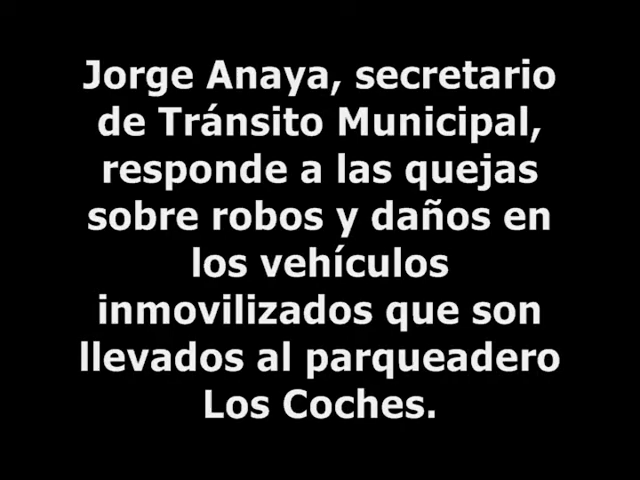 Jorge Anaya, secretario
de Tránsito Municipal,
responde a las quejas
sobre robos y daños en
los vehículos
inmovilizados que son
llevados al parqueadero
Los Coches.